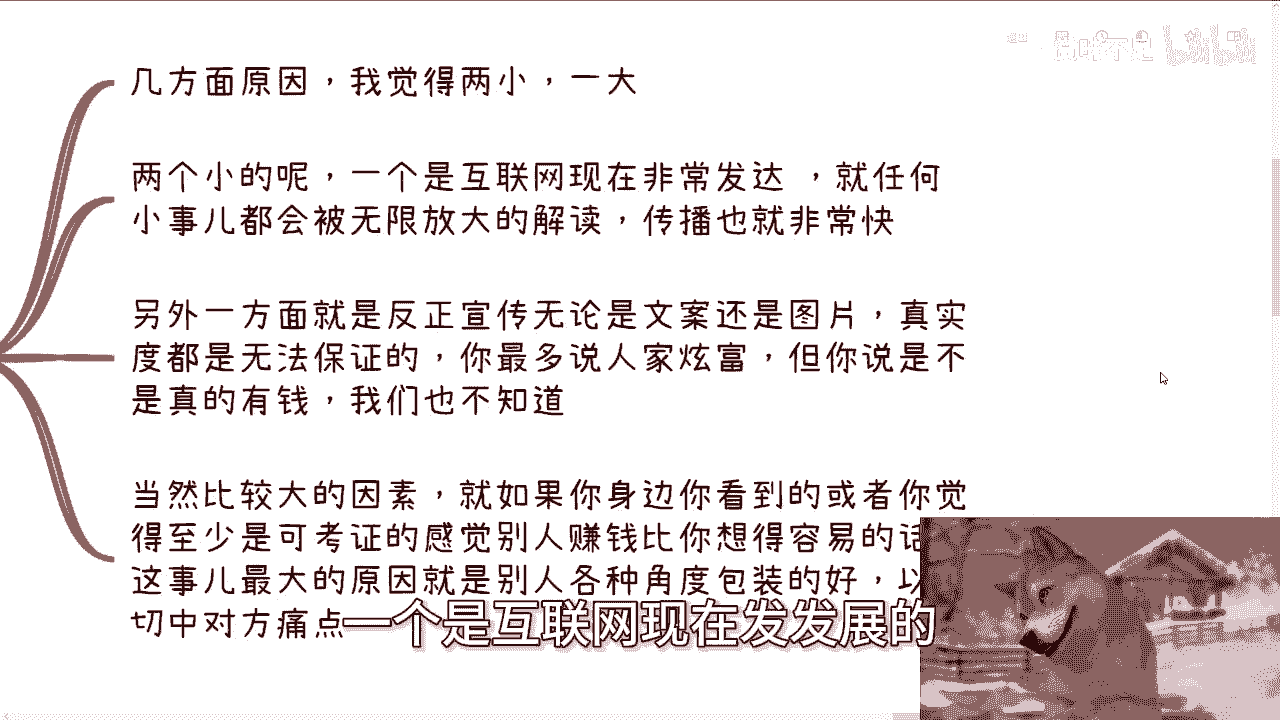 几方面原因，我觉得两小，一大
两个小的呢，一个是互联网现在非常发达 ，就任何
小事儿都会被无限放大的解读，传播也就非常快
另外一方面就是反正宣传无论是文案还是图片，真实
度都是无法保证的，你最多说人家炫富，但你说是不
是真的有钱，我们也不知道
当然比较大的因素，就如果你身边你看到的或者你觉
得至少是可考证的感觉别人赚钱比你想得容易的话
这事儿最大的原因就是别人各种角度包装的好，以
切中对方痛点
一个是互联网现在发发展的
bilibili